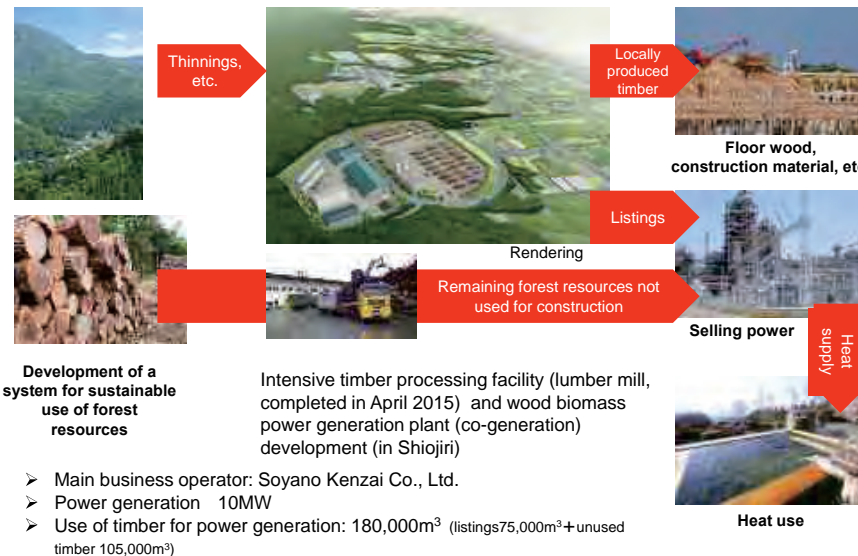 Thinnings,
etc.
Locally
produced
timber
Floor wood,
construction material, et
Listings
Rendering
Remaining forest resources not
used for construction
Selling power
Heat
supply
Development of a
system for sustainable
use of forest
resources
Intensive timber processing facility (lumber mill,
completed in April 2015) and wood biomass
power generation plant (co-generation)
development (in Shiojiri)
Heat use
➢ Main business operator: Soyano Kenzai Co., Ltd.
➢ Power generation 10MW
➢ Use of timber for power generation: 180,000m³ (listings75,000m³+unused
timber 105,000m³)